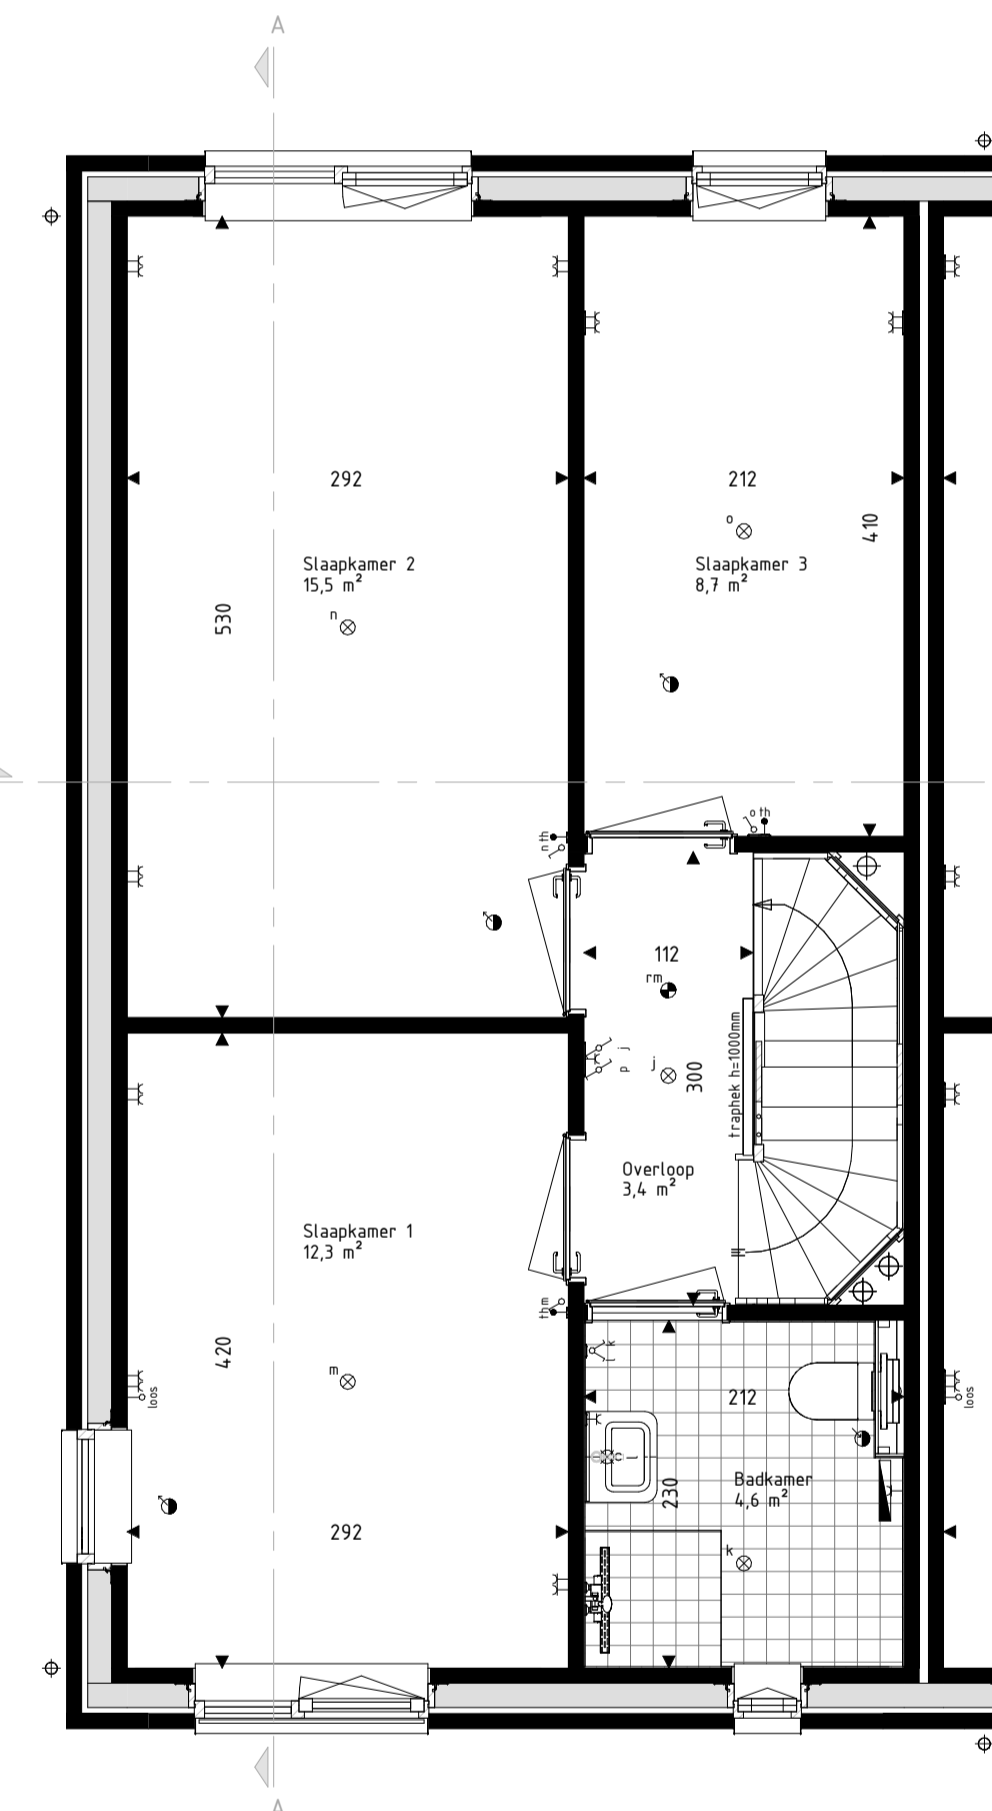 A
292
212
o
410
Slaapkamer 2
15,5 m²
Slaapkamer 3
8,7 m²
n
530
o th
n th
112
rm
p j
j
300
traphek h=1000mm
Overloop
3,4 m²
Slaapkamer 1
12,3 m²
thm
420
m
k
l
loos
212
loos
l
Badkamer
4,6 m²
230
292
k
A